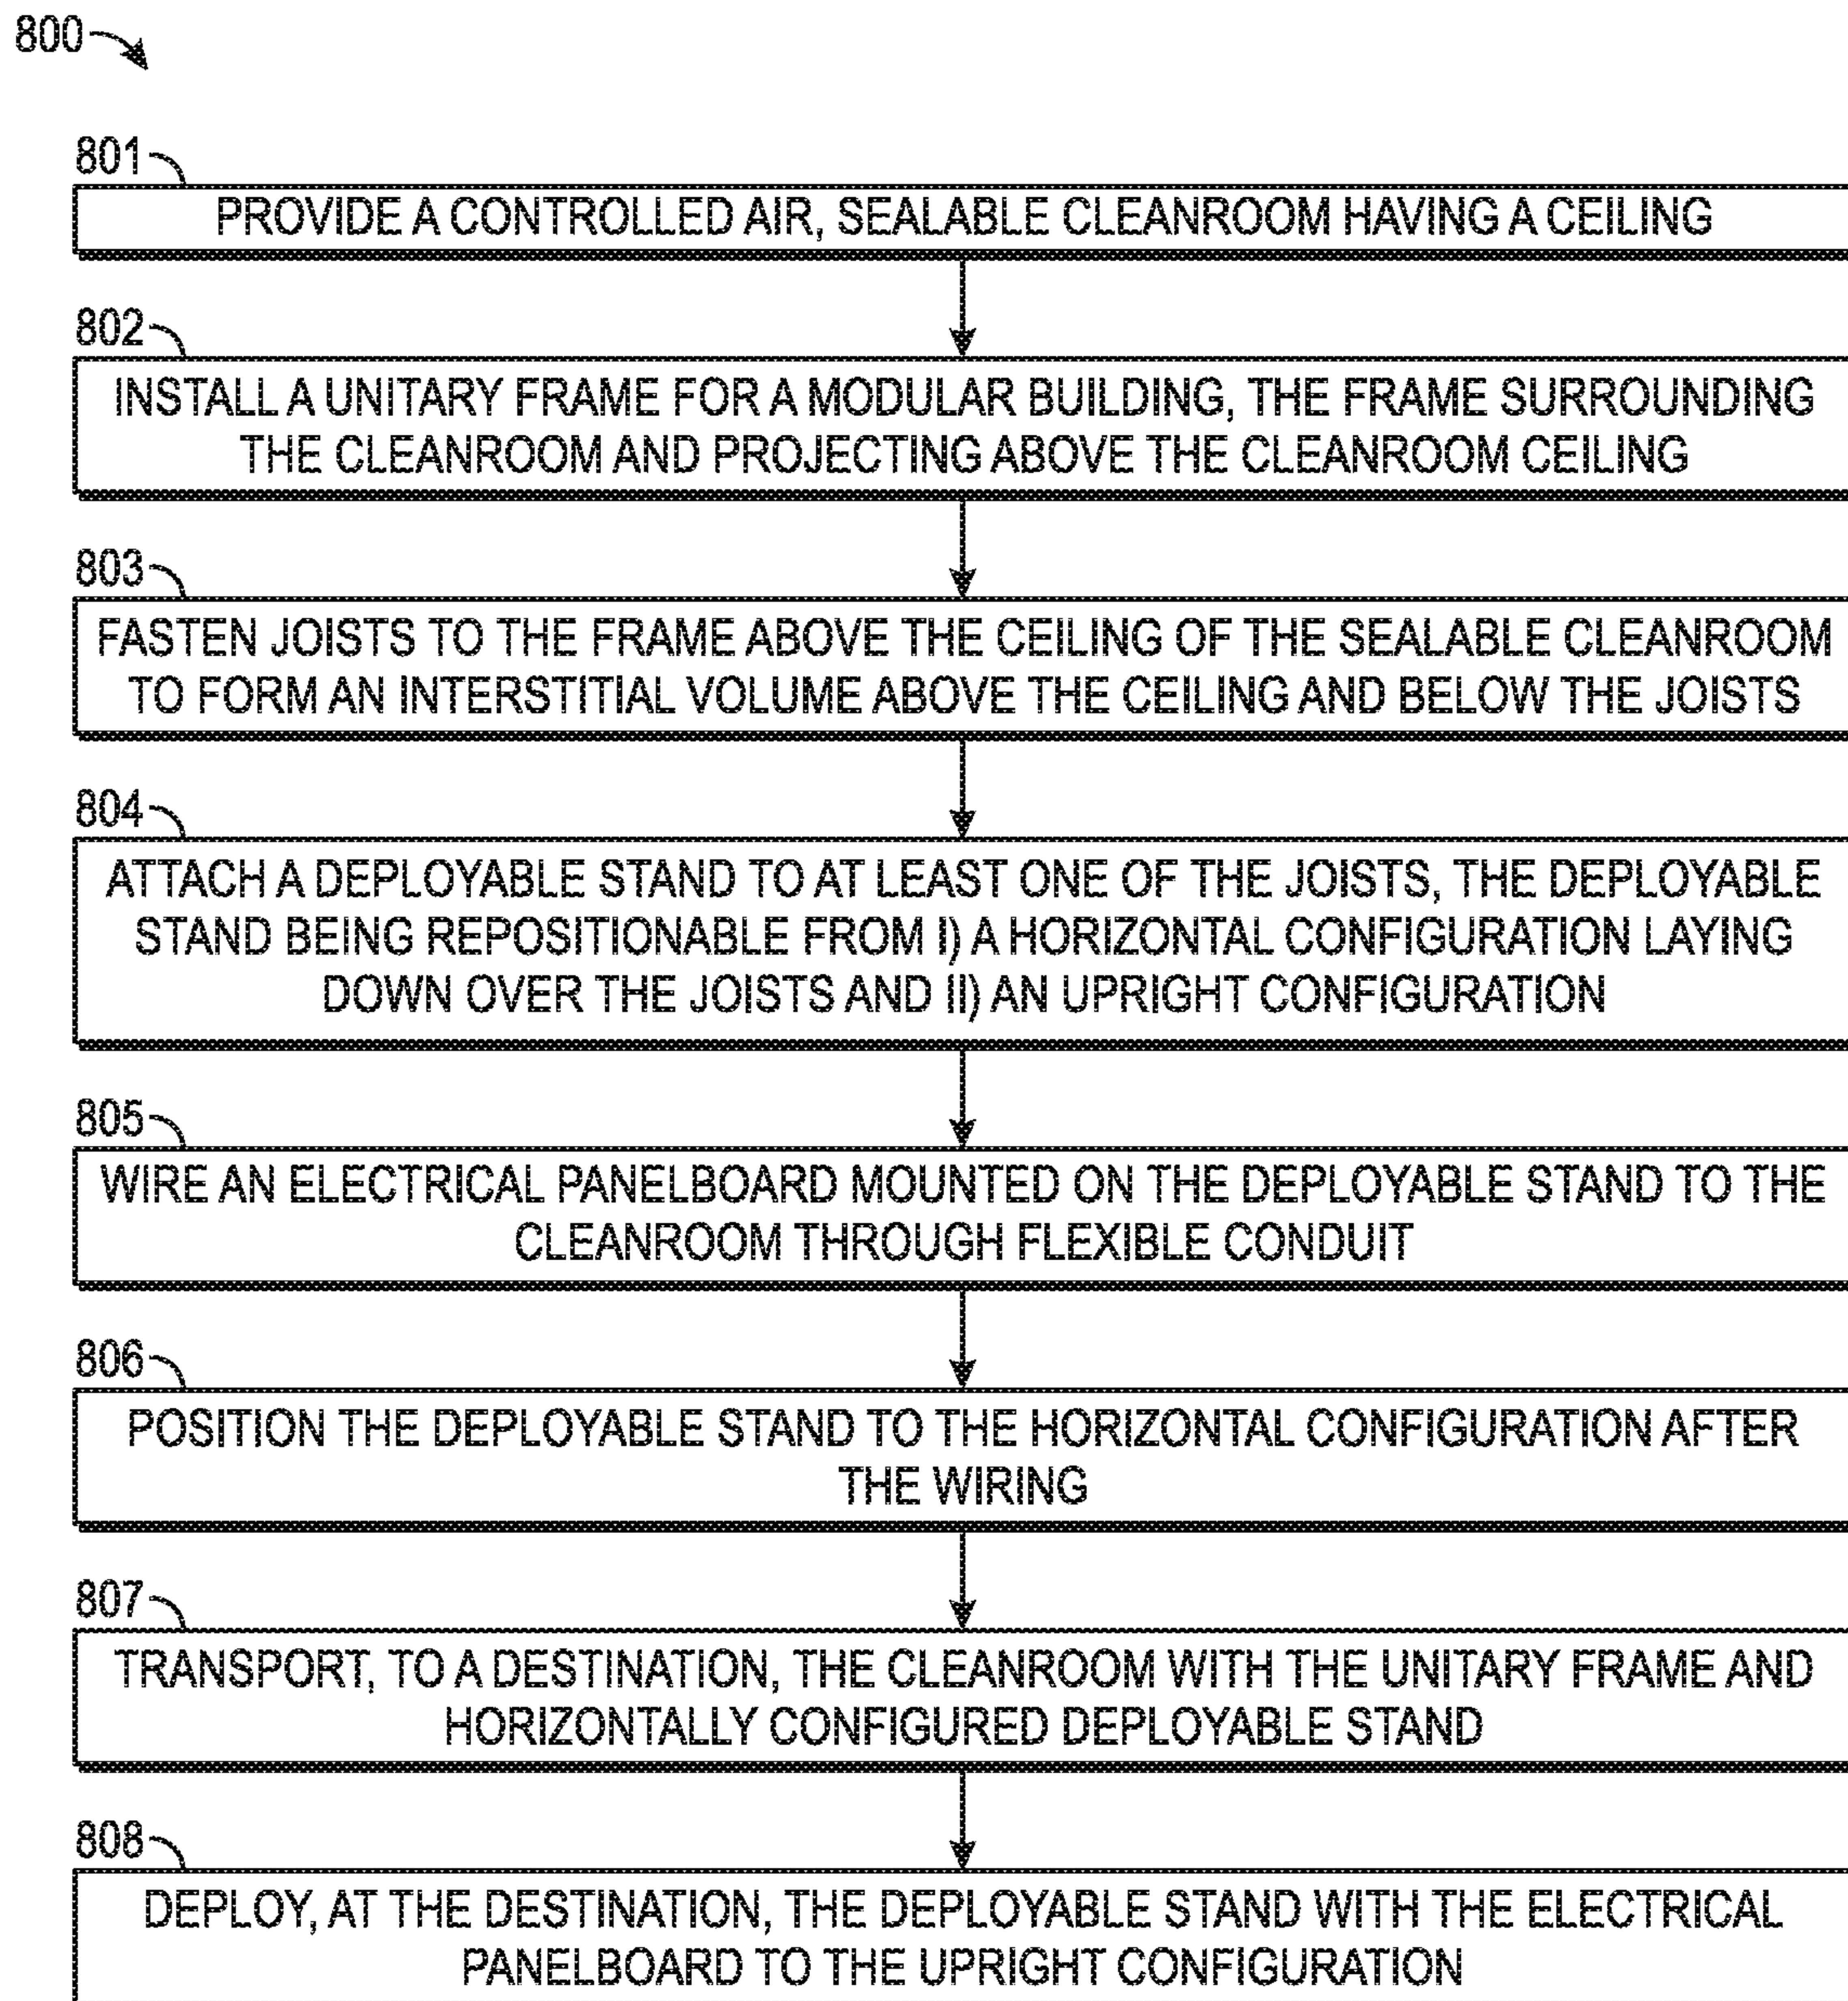 800
801
PROVIDE A CONTROLLED AIR, SEALABLE CLEANROOM HAVING A CEILING
802
INSTALL A UNITARY FRAME FOR A MODULAR BUILDING, THE FRAME SURROUNDING
THE CLEANROOM AND PROJECTING ABOVE THE CLEANROOM CEILING
803
FASTEN JOISTS TO THE FRAME ABOVE THE CEILING OF THE SEALABLE CLEANROOM
TO FORM AN INTERSTITIAL VOLUME ABOVE THE CEILING AND BELOW THE JOISTS
804
ATTACH A DEPLOYABLE STAND TO AT LEAST ONE OF THE JOISTS, THE DEPLOYABLE
STAND BEING REPOSITIONABLE FROM I) A HORIZONTAL CONFIGURATION LAYING
DOWN OVER THE JOISTS AND II) AN UPRIGHT CONFIGURATION
805
WIRE AN ELECTRICAL PANELBOARD MOUNTED ON THE DEPLOYABLE STAND TO THE
CLEANROOM THROUGH FLEXIBLE CONDUIT
806
POSITION THE DEPLOYABLE STAND TO THE HORIZONTAL CONFIGURATION AFTER
THE WIRING
807
TRANSPORT, TO A DESTINATION, THE CLEANROOM WITH THE UNITARY FRAME AND
HORIZONTALLY CONFIGURED DEPLOYABLE STAND
808
DEPLOY, AT THE DESTINATION, THE DEPLOYABLE STAND WITH THE ELECTRICAL
PANELBOARD TO THE UPRIGHT CONFIGURATION